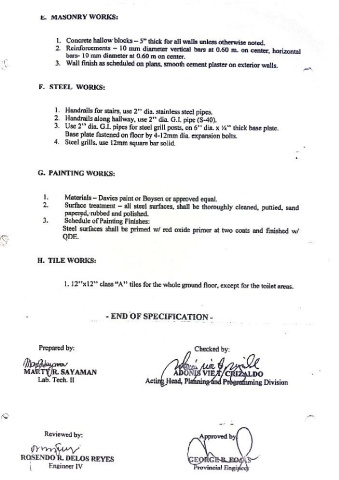 E. MASONRY WORKS:
1. Concrete hallow blocks – 5" thick for all walls unless otherwise noted.
2. Reinforcements – 10 mm diameter vertical bars at 0.60 m. on center, horizontal
bars- 10 mm diameter at 0.60 m on center.
3. Wall finish as scheduled on plans, smooth cement plaster on exterior walls.
F. STEEL WORKS:
1. Handrails for stairs, use 2" dia. stainless steel pipes.
2. Handrails along hallway, use 2" dia. G.I. pipe (S-40).
3. Use 2" dia. G.I. pipes for steel grill posts, on 6" dia. x ¼" thick base plate.
Base plate fastened on floor by 4-12mm dia. expansion bolts.
4. Steel grills, use 12mm square bar solid.
G. PAINTING WORKS:
1. Materials – Davies paint or Boysen or approved equal.
2. Surface treatment – all steel surfaces, shall be thoroughly cleaned, puttied, sand
papered, rubbed and polished.
3. Schedule of Painting Finishes:
Steel surfaces shall be primed w/ red oxide primer at two coats and finished w/
QDE.
H. TILE WORKS:
1. 12"x12" class "A" tiles for the whole ground floor, except for the toilet areas.
- END OF SPECIFICATION -
Prepared by:
MARTY R. SAYAMAN
Lab. Tech. II
Checked by:
ADONIS VIEL CRIZALDO
Acting Head, Planning and Programming Division
Reviewed by:
ROSENDO R. DELOS REYES
Engineer IV
Approved by:
GEORGE B.
Provincial Engineer